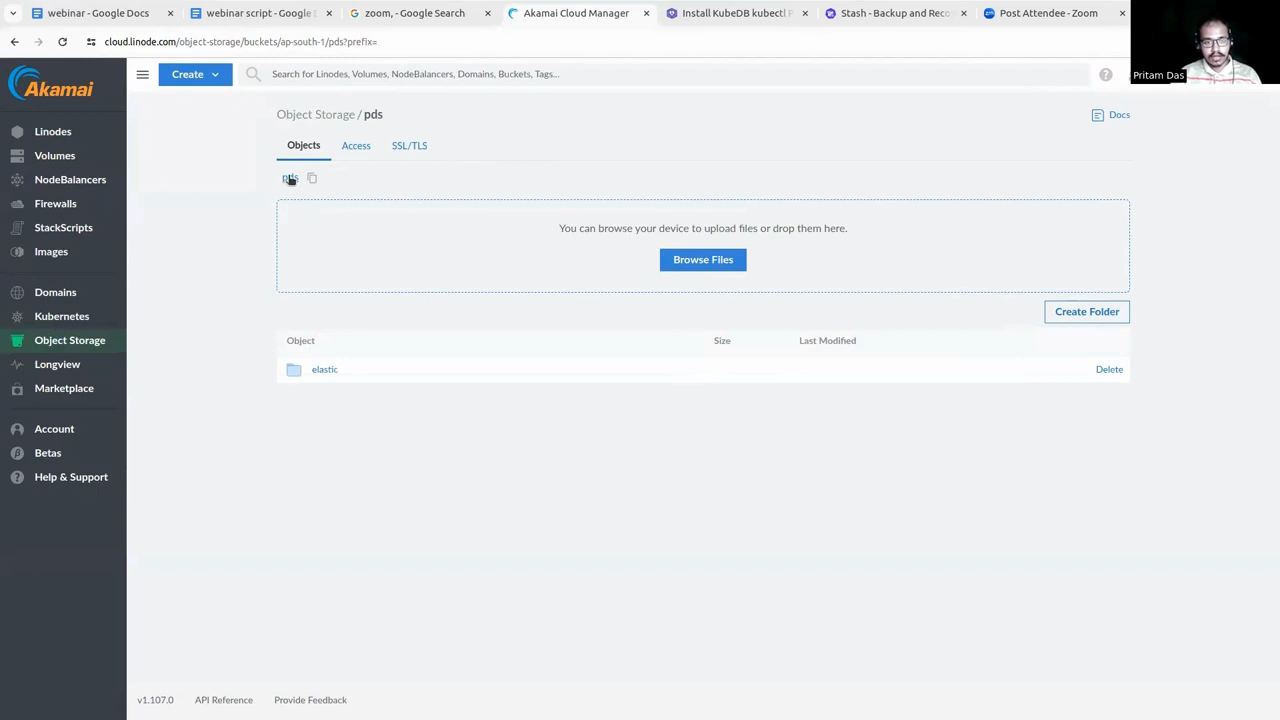 webinar - Google Docs
webinar script - Google D
zoom, - Google Search
Akamai Cloud Manager
Install KubeDB kubectl P
Stash - Backup and Reco
Post Attendee - Zoom
cloud.linode.com/object-storage/buckets/ap-south-1/pds?prefix=
Pritam Das
Akamai
Create
Search for Linodes, Volumes, NodeBalancers, Domains, Buckets, Tags...
Linodes
Volumes
NodeBalancers
Firewalls
StackScripts
Images
Domains
Kubernetes
Object Storage
Longview
Marketplace
Account
Betas
Help & Support
Object Storage / pds
Docs
Objects
Access
SSL/TLS
pds
You can browse your device to upload files or drop them here.
Browse Files
Create Folder
Object
Size
Last Modified
elastic
Delete
v1.107.0
API Reference
Provide Feedback